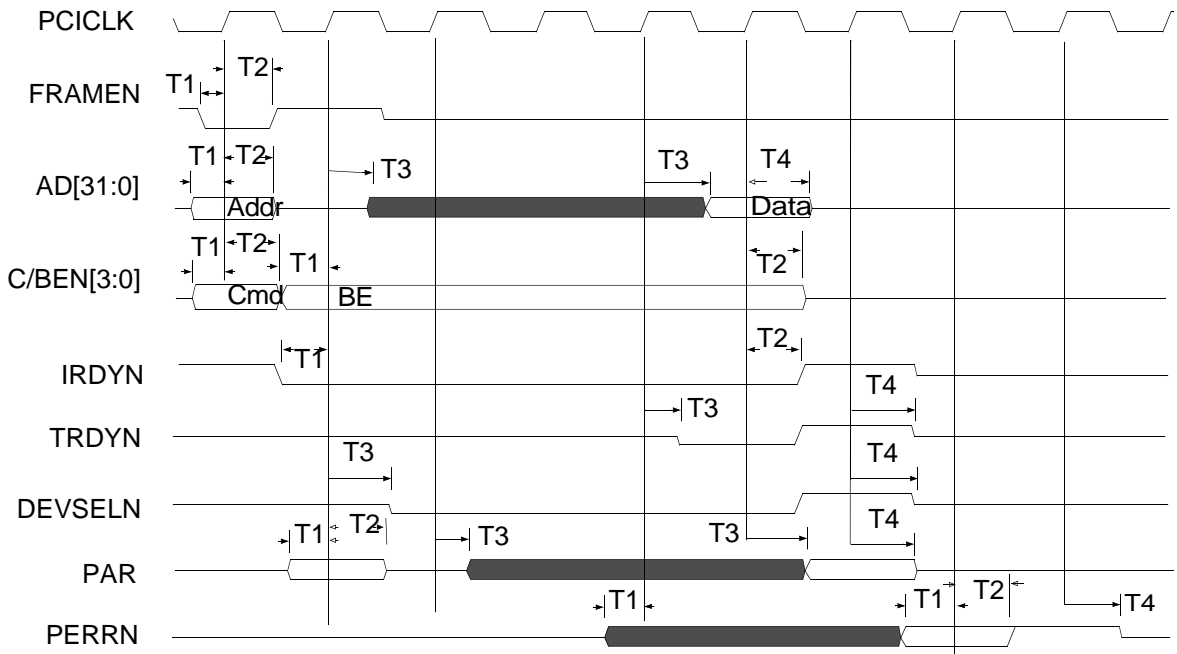 PCICLK
T2
T1
FRAMEN
T1 T2 T3 T3 T4
AD[31:0]
Addr Data
T1 T2 T1 T2
C/BEN[3:0]
Cmd BE
T1 T2
IRDYN
T4
T3
TRDYN
T3 T4
DEVSELN
T1 T2 T3 T3 T4
PAR
T1 T1 T2 T4
PERRN